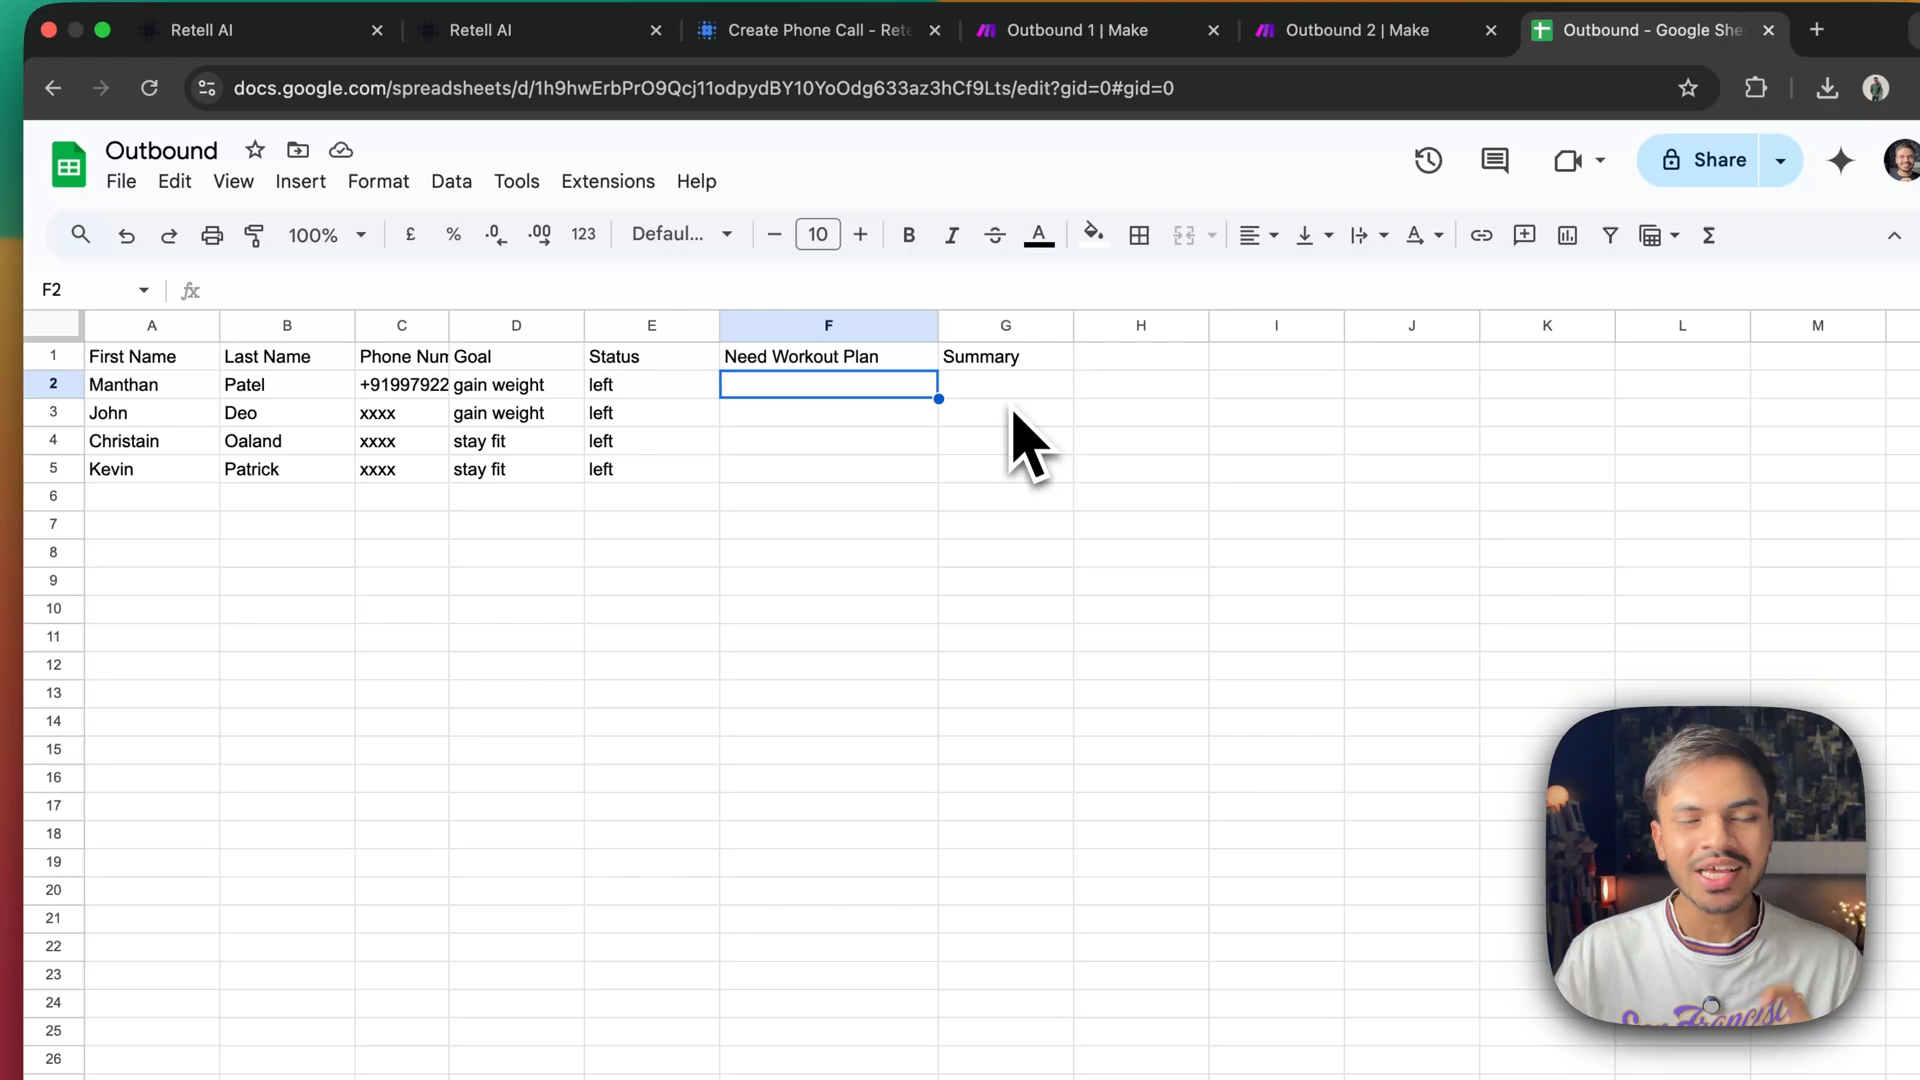 Retell AI
Retell AI
Create Phone Call - Rete
Outbound 1 | Make
Outbound 2 | Make
Outbound - Google She
docs.google.com/spreadsheets/d/1h9hwErbPrO9Qcj11odpydBY10YoOdg633az3hCf9Lts/edit?gid=0#gid=0
Outbound
File Edit View Insert Format Data Tools Extensions Help
Share
100% £ % .0 .00 123 Defaul... 10 B I S A Σ
F2 fx
A B C D E F G H I J K L M
1 First Name Last Name Phone Num Goal Status Need Workout Plan Summary
2 Manthan Patel +91997922 gain weight left
3 John Deo xxxx gain weight left
4 Christain Oaland xxxx stay fit left
5 Kevin Patrick xxxx stay fit left
6
7
8
9
10
11
12
13
14
15
16
17
18
19
20
21
22
23
24
25
26
San Francisc